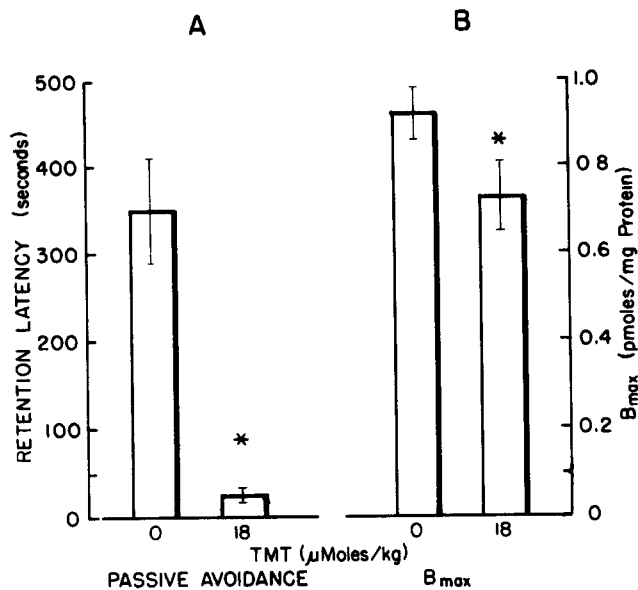 A B
500
400
300
200
100
0
RETENTION LATENCY (seconds)
*
*
1.0
0.8
0.6
0.4
0.2
0
Bmax (pmoles/mg Protein)
0 18 0 18
TMT (μMoles/kg)
PASSIVE AVOIDANCE Bmax